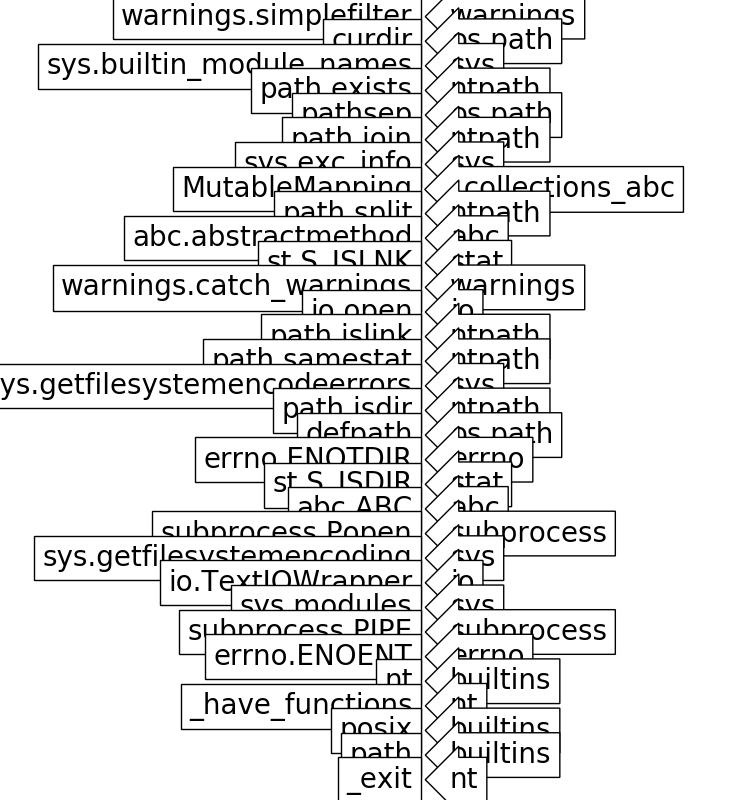 warnings.simplefilter warnings
curdir os.path
sys.builtin_module_names sys
path.exists ntpath
pathsep os.path
path.join ntpath
sys.exc_info sys
MutableMapping collections_abc
path.split ntpath
abc.abstractmethod abc
st.S_ISLNK stat
warnings.catch_warnings warnings
io.open io
path.islink ntpath
path.samestat ntpath
ys.getfilesystemencodeerrors sys
path.isdir ntpath
defpath os.path
errno.ENOTDIR errno
st.S_ISDIR stat
abc.ABC abc
subprocess.Popen subprocess
sys.getfilesystemencoding sys
io.TextIOWrapper io
sys.modules sys
subprocess.PIPE subprocess
errno.ENOENT errno
nt builtins
_have_functions nt
posix builtins
path builtins
_exit nt